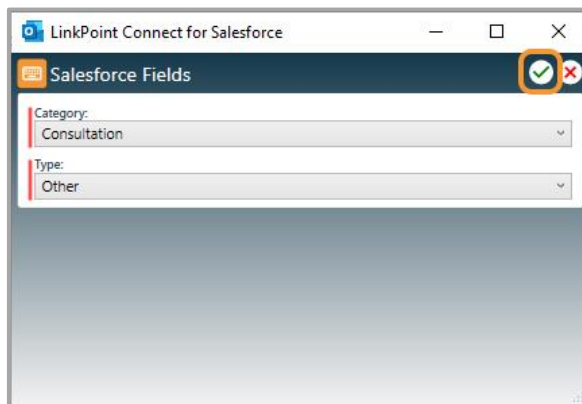 LinkPoint Connect for Salesforce
Salesforce Fields
Category:
Consultation
Type:
Other